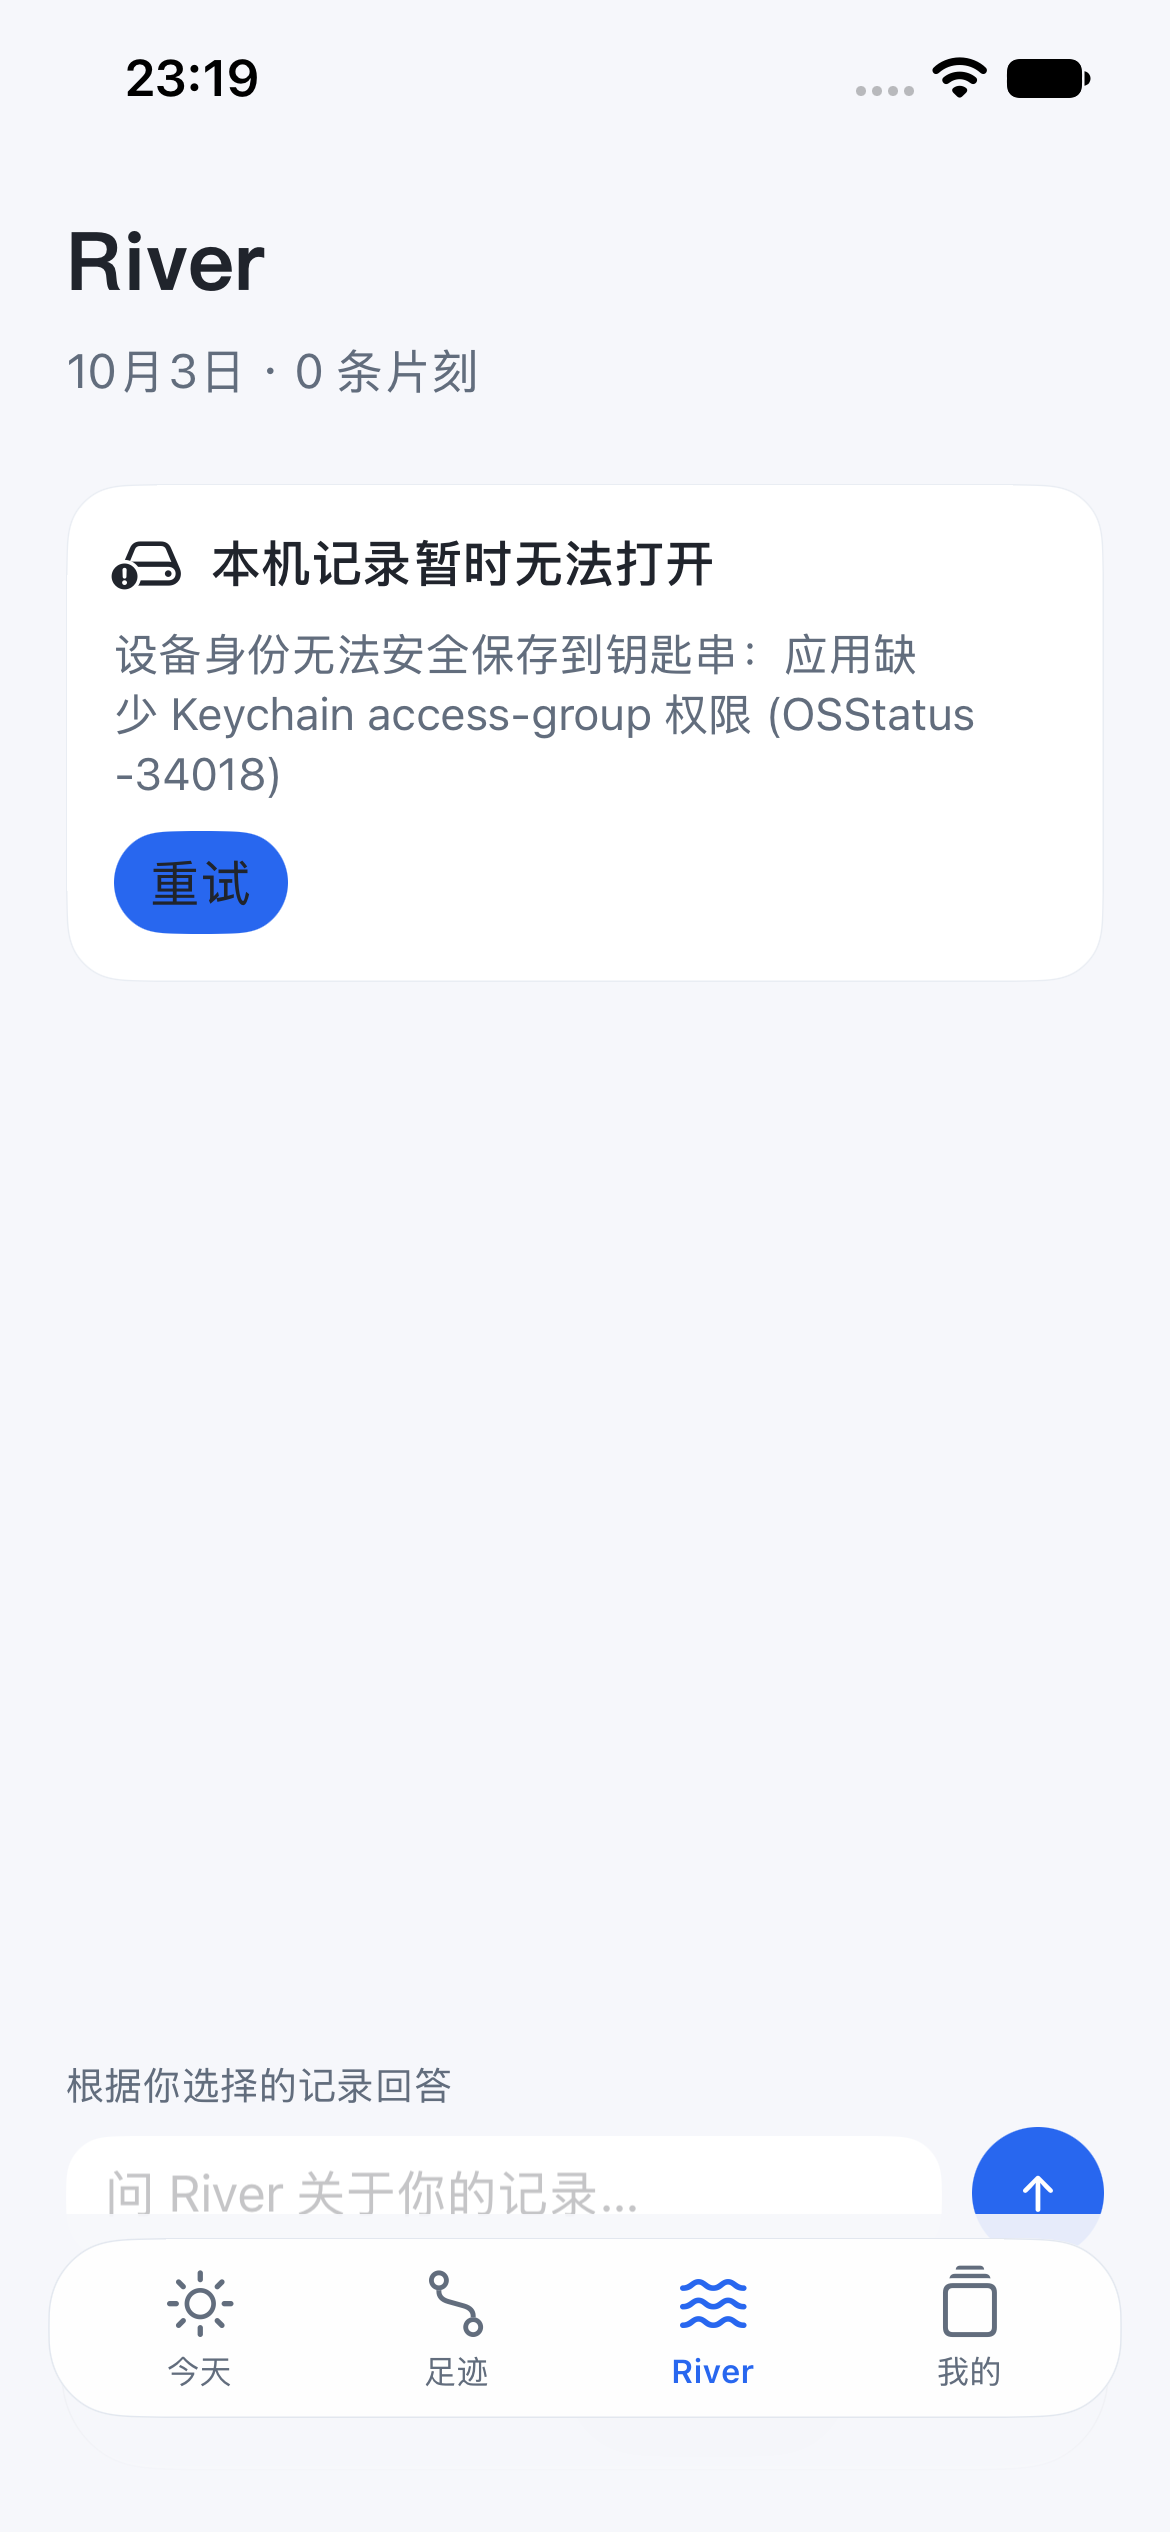 23:19
River
10月3日 · 0 条片刻
本机记录暂时无法打开
设备身份无法安全保存到钥匙串：应用缺
少 Keychain access-group 权限 (OSStatus
-34018)
重试
根据你选择的记录回答
问 River 关于你的记录...
今天
足迹
River
我的